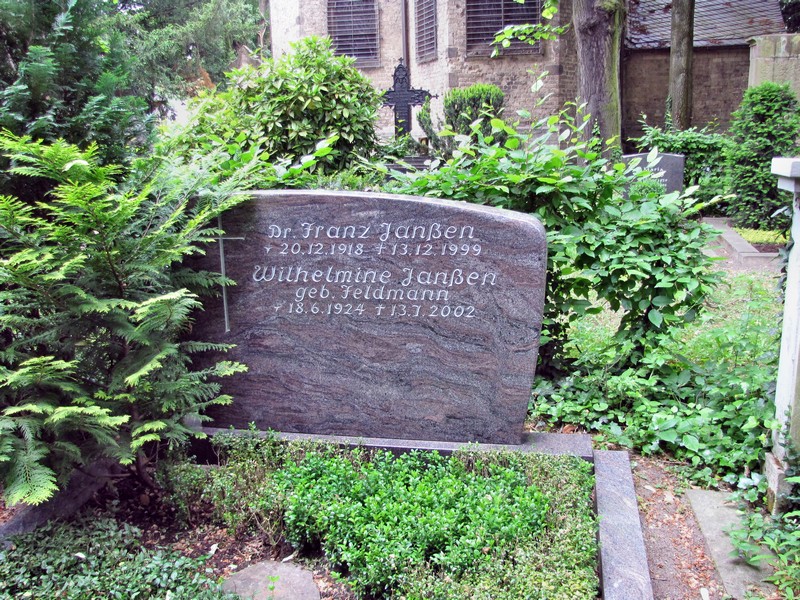 Dr. Franz Janßen
* 20.12.1918 † 13.12.1999
Wilhelmine Janßen
geb. Feldmann
* 18.6.1924 † 13.7.2002